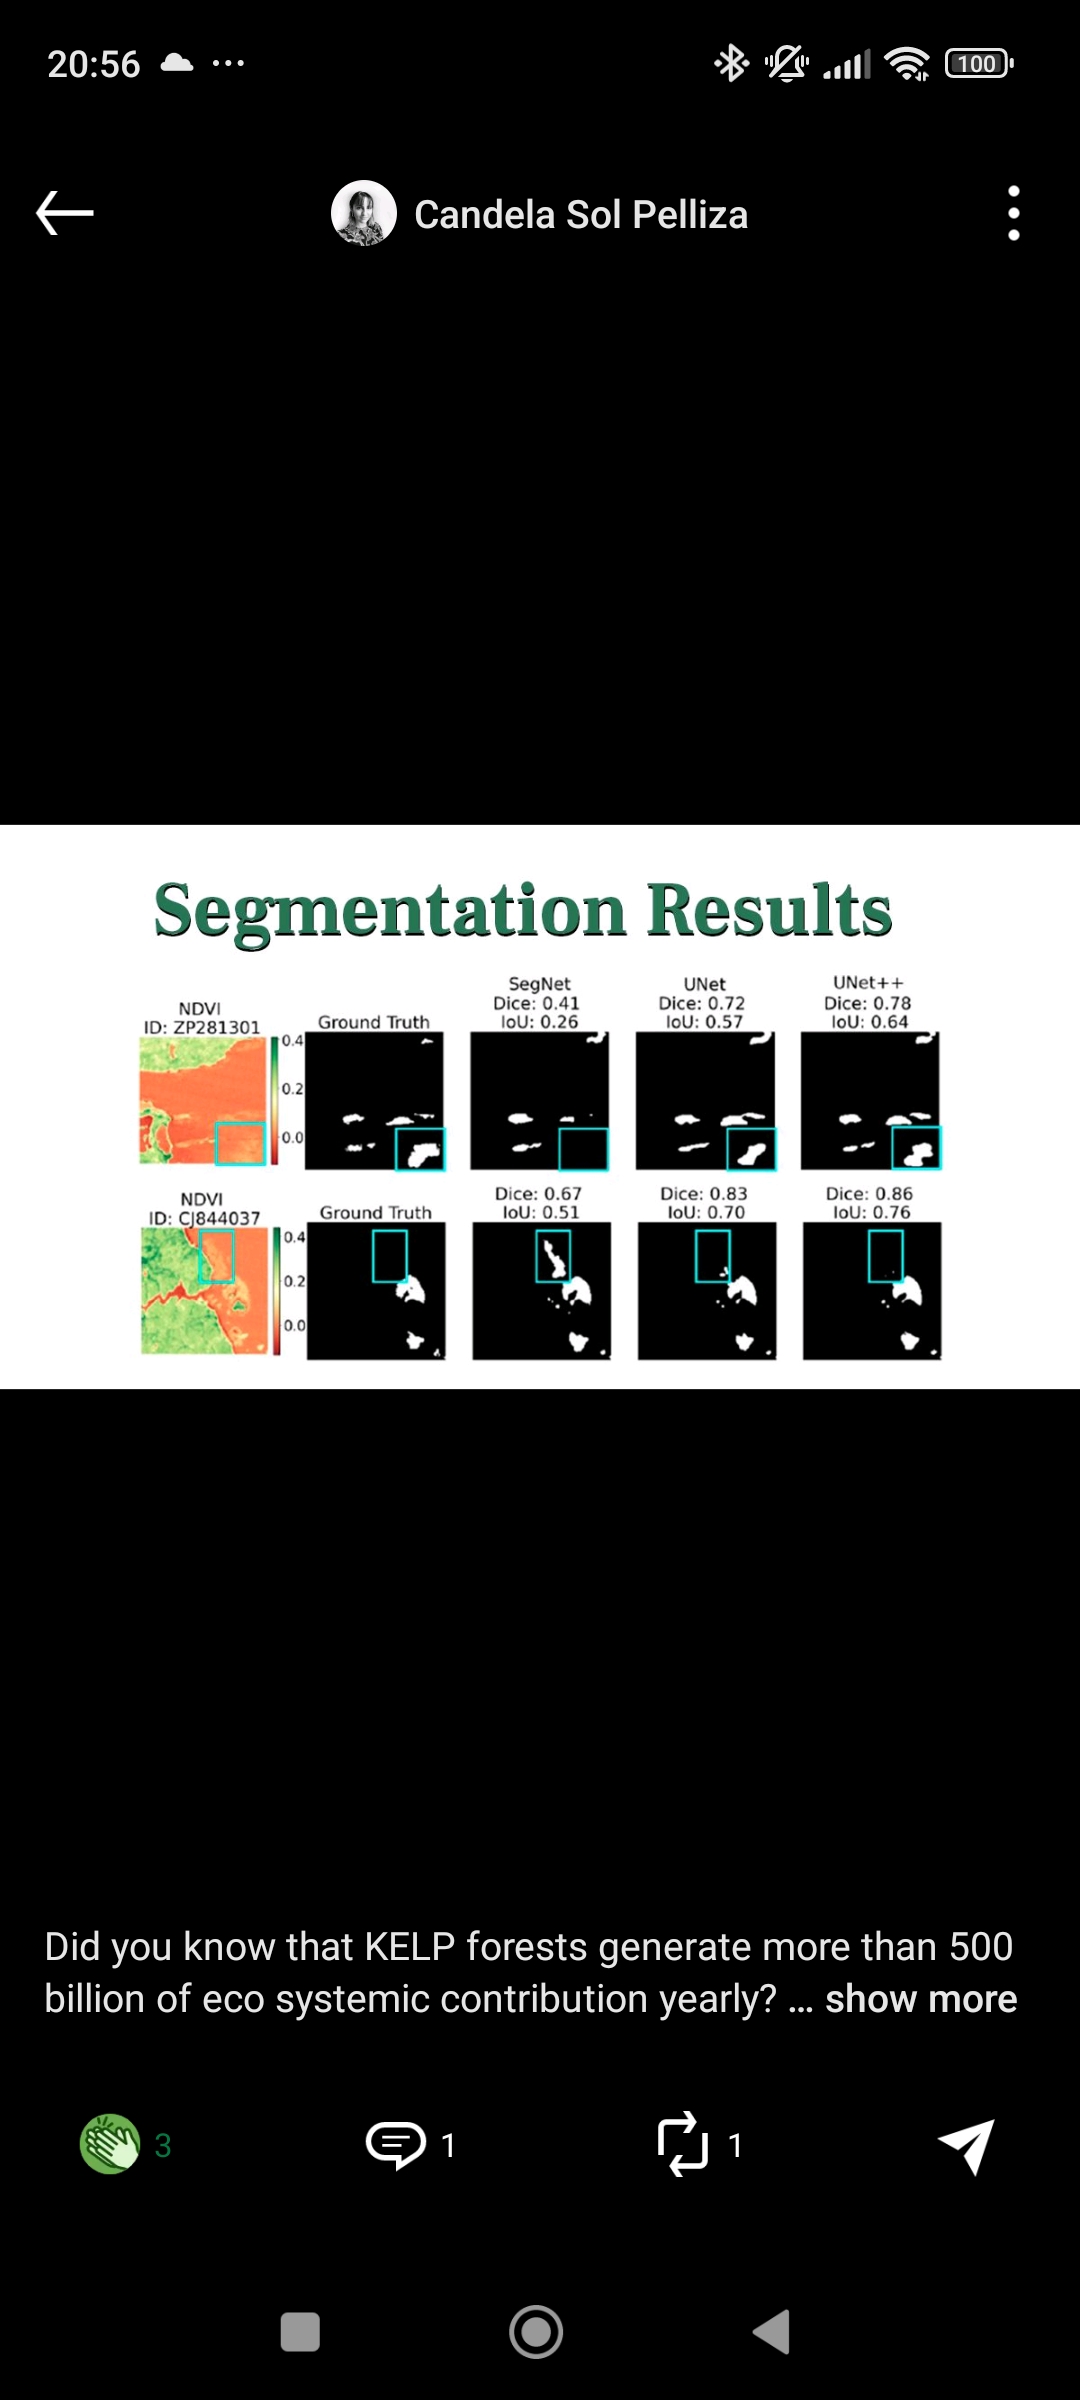 20:56
100
Candela Sol Pelliza
Segmentation Results
NDVI
ID: ZP281301
0.4
0.2
0.0
Ground Truth
SegNet
Dice: 0.41
IoU: 0.26
UNet
Dice: 0.72
IoU: 0.57
UNet++
Dice: 0.78
IoU: 0.64
NDVI
ID: CJ844037
0.4
0.2
0.0
Ground Truth
Dice: 0.67
IoU: 0.51
Dice: 0.83
IoU: 0.70
Dice: 0.86
IoU: 0.76
Did you know that KELP forests generate more than 500
billion of eco systemic contribution yearly? ... show more
3
1
1